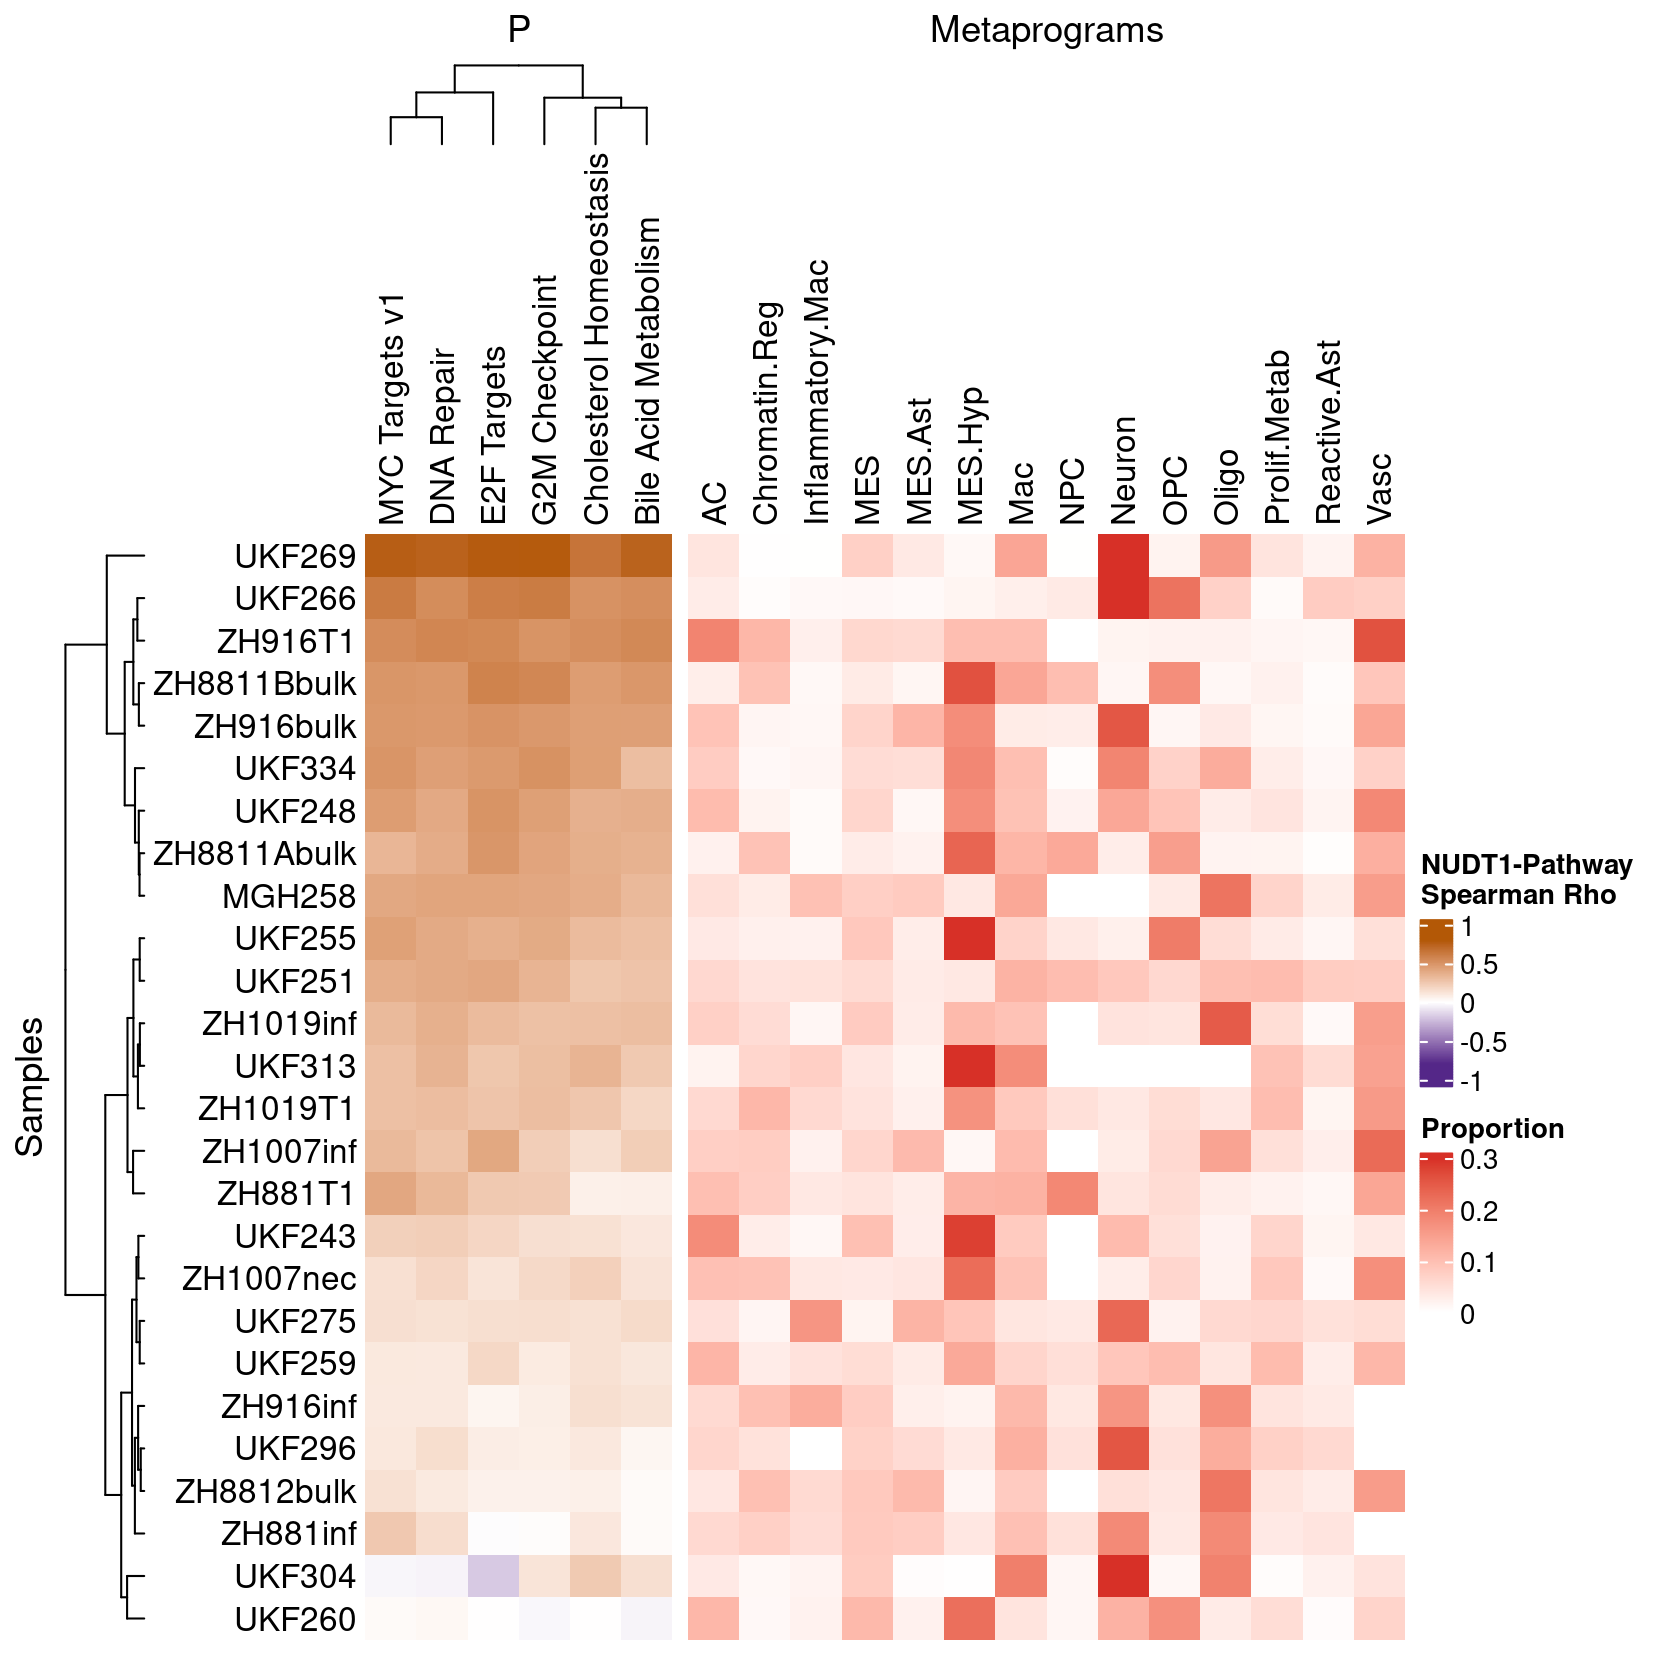 P
Metaprograms
MYC Targets v1
DNA Repair
E2F Targets
G2M Checkpoint
Cholesterol Homeostasis
Bile Acid Metabolism
AC
Chromatin.Reg
Inflammatory.Mac
MES
MES.Ast
MES.Hyp
Mac
NPC
Neuron
OPC
Oligo
Prolif.Metab
Reactive.Ast
Vasc
Samples
UKF269
UKF266
ZH916T1
ZH8811Bbulk
ZH916bulk
UKF334
UKF248
ZH8811Abulk
MGH258
UKF255
UKF251
ZH1019inf
UKF313
ZH1019T1
ZH1007inf
ZH881T1
UKF243
ZH1007nec
UKF275
UKF259
ZH916inf
UKF296
ZH8812bulk
ZH881inf
UKF304
UKF260
NUDT1-Pathway
Spearman Rho
1
0.5
0
-0.5
-1
Proportion
0.3
0.2
0.1
0